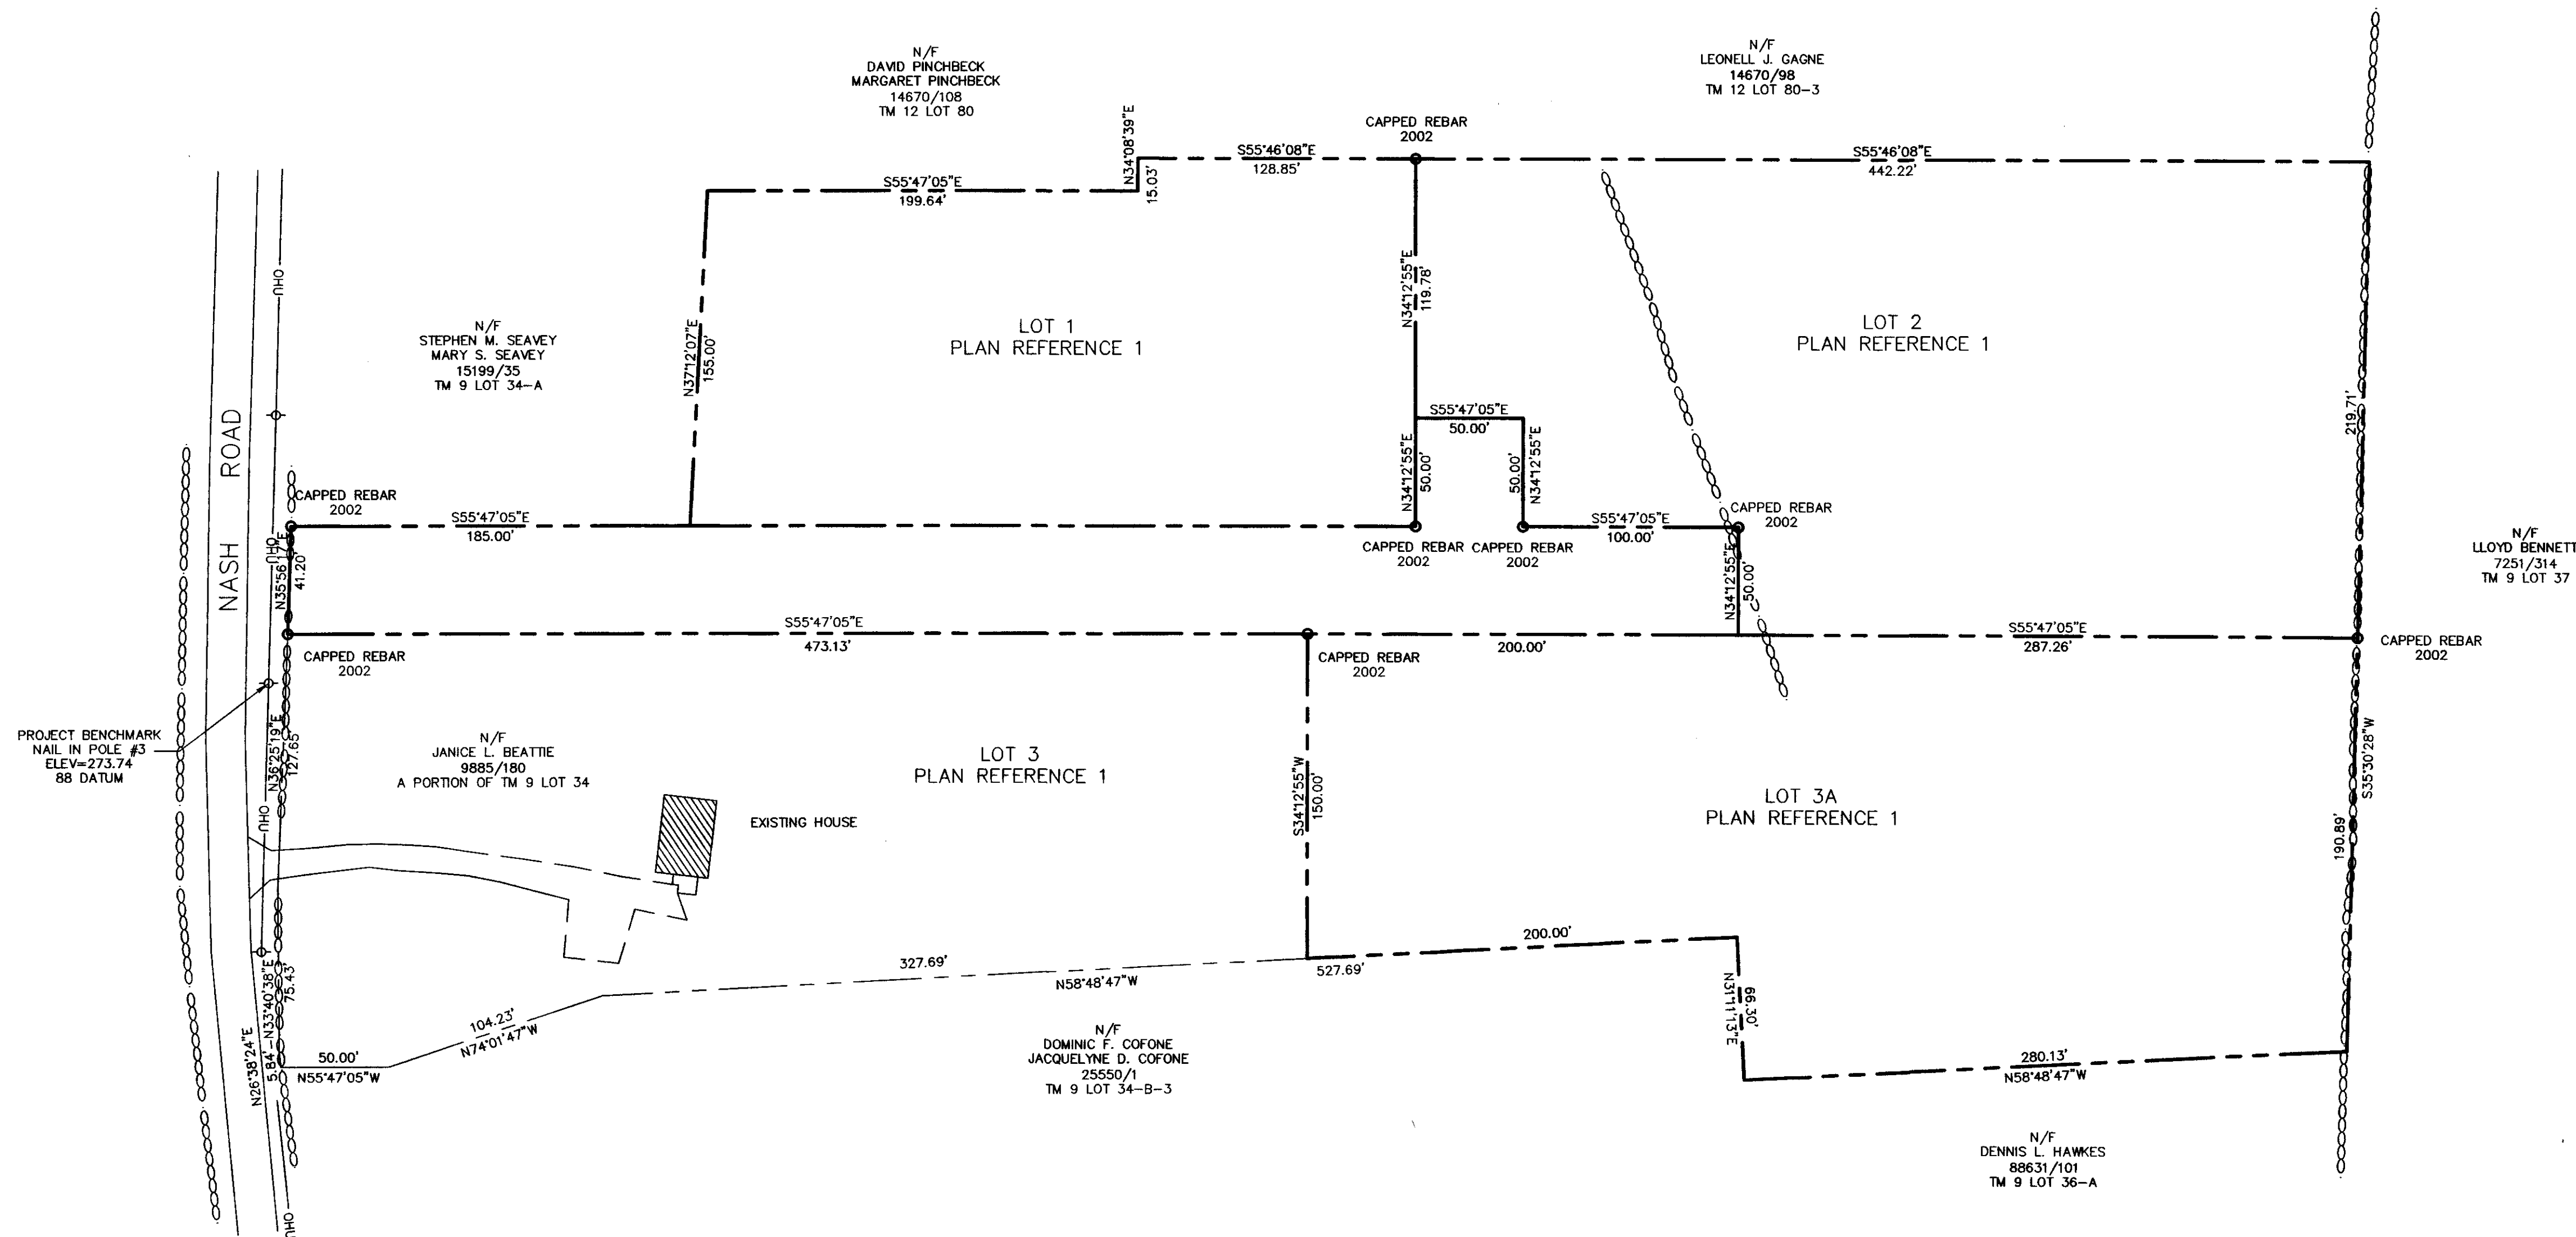 N/F
DAVID PINCHBECK
MARGARET PINCHBECK
14670/108
TM 12 LOT 80
N/F
LEONELL J. GAGNE
14670/98
TM 12 LOT 80-3
CAPPED REBAR
2002
N34°08'39"E
15.03'
S55°46'08"E
128.85'
S55°46'08"E
442.22'
S55°47'05"E
199.64'
OHU
N/F
STEPHEN M. SEAVEY
MARY S. SEAVEY
15199/35
TM 9 LOT 34-A
N37°12'07"E
155.00'
LOT 1
PLAN REFERENCE 1
N34°12'55"E
119.78'
LOT 2
PLAN REFERENCE 1
219.71'
NASH ROAD
S55°47'05"E
50.00'
N34°12'55"E
50.00'
50.00'
N34°12'55"E
CAPPED REBAR
2002
S55°47'05"E
185.00'
CAPPED REBAR
2002
CAPPED REBAR
2002
S55°47'05"E
100.00'
CAPPED REBAR
2002
N/F
LLOYD BENNETT
7251/314
TM 9 LOT 37
OHU
N35°56'17"E
41.20'
N34°12'55"E
50.00'
S55°47'05"E
473.13'
200.00'
S55°47'05"E
287.26'
CAPPED REBAR
2002
CAPPED REBAR
2002
CAPPED REBAR
2002
PROJECT BENCHMARK
NAIL IN POLE #3
ELEV=273.74
88 DATUM
N36°25'19"E
127.65'
N/F
JANICE L. BEATTIE
9885/180
A PORTION OF TM 9 LOT 34
LOT 3
PLAN REFERENCE 1
S34°12'55"W
150.00'
LOT 3A
PLAN REFERENCE 1
S35°30'28"W
190.89'
OHU
EXISTING HOUSE
327.69'
N58°48'47"W
527.69'
200.00'
N31°11'13"E
66.30'
N33°40'38"E
75.43'
N26°38'24"E
5.84'
50.00'
N55°47'05"W
104.23'
N74°01'47"W
N/F
DOMINIC F. COFONE
JACQUELYNE D. COFONE
25550/1
TM 9 LOT 34-B-3
280.13'
N58°48'47"W
N/F
DENNIS L. HAWKES
88631/101
TM 9 LOT 36-A
OHU